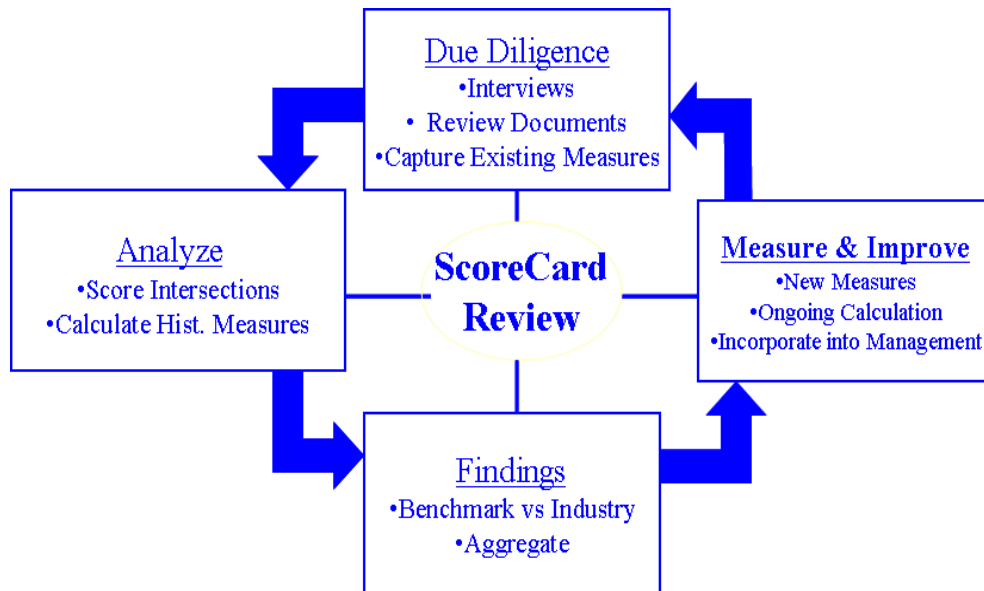 Due Diligence
•Interviews
• Review Documents
•Capture Existing Measures
Analyze
•Score Intersections
•Calculate Hist. Measures
ScoreCard
Review
Measure & Improve
•New Measures
•Ongoing Calculation
•Incorporate into Management
Findings
•Benchmark vs Industry
•Aggregate